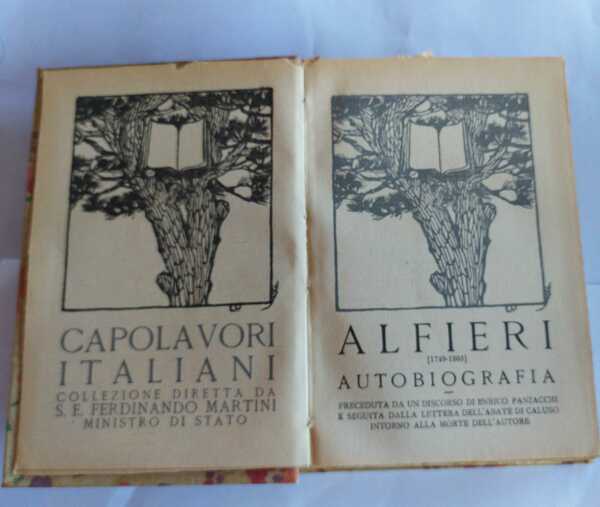 CAPOLAVORI
ITALIANI
COLLEZIONE DIRETTA DA
S. E. FERDINANDO MARTINI
MINISTRO DI STATO
ALFIERI
[1749-1803]
AUTOBIOGRAFIA
PRECEDUTA DA UN DISCORSO DI ENRICO PANZACCHI
E SEGUITA DALLA LETTERA DELL'ABATE DI CALUSO
INTORNO ALLA MORTE DELL'AUTORE